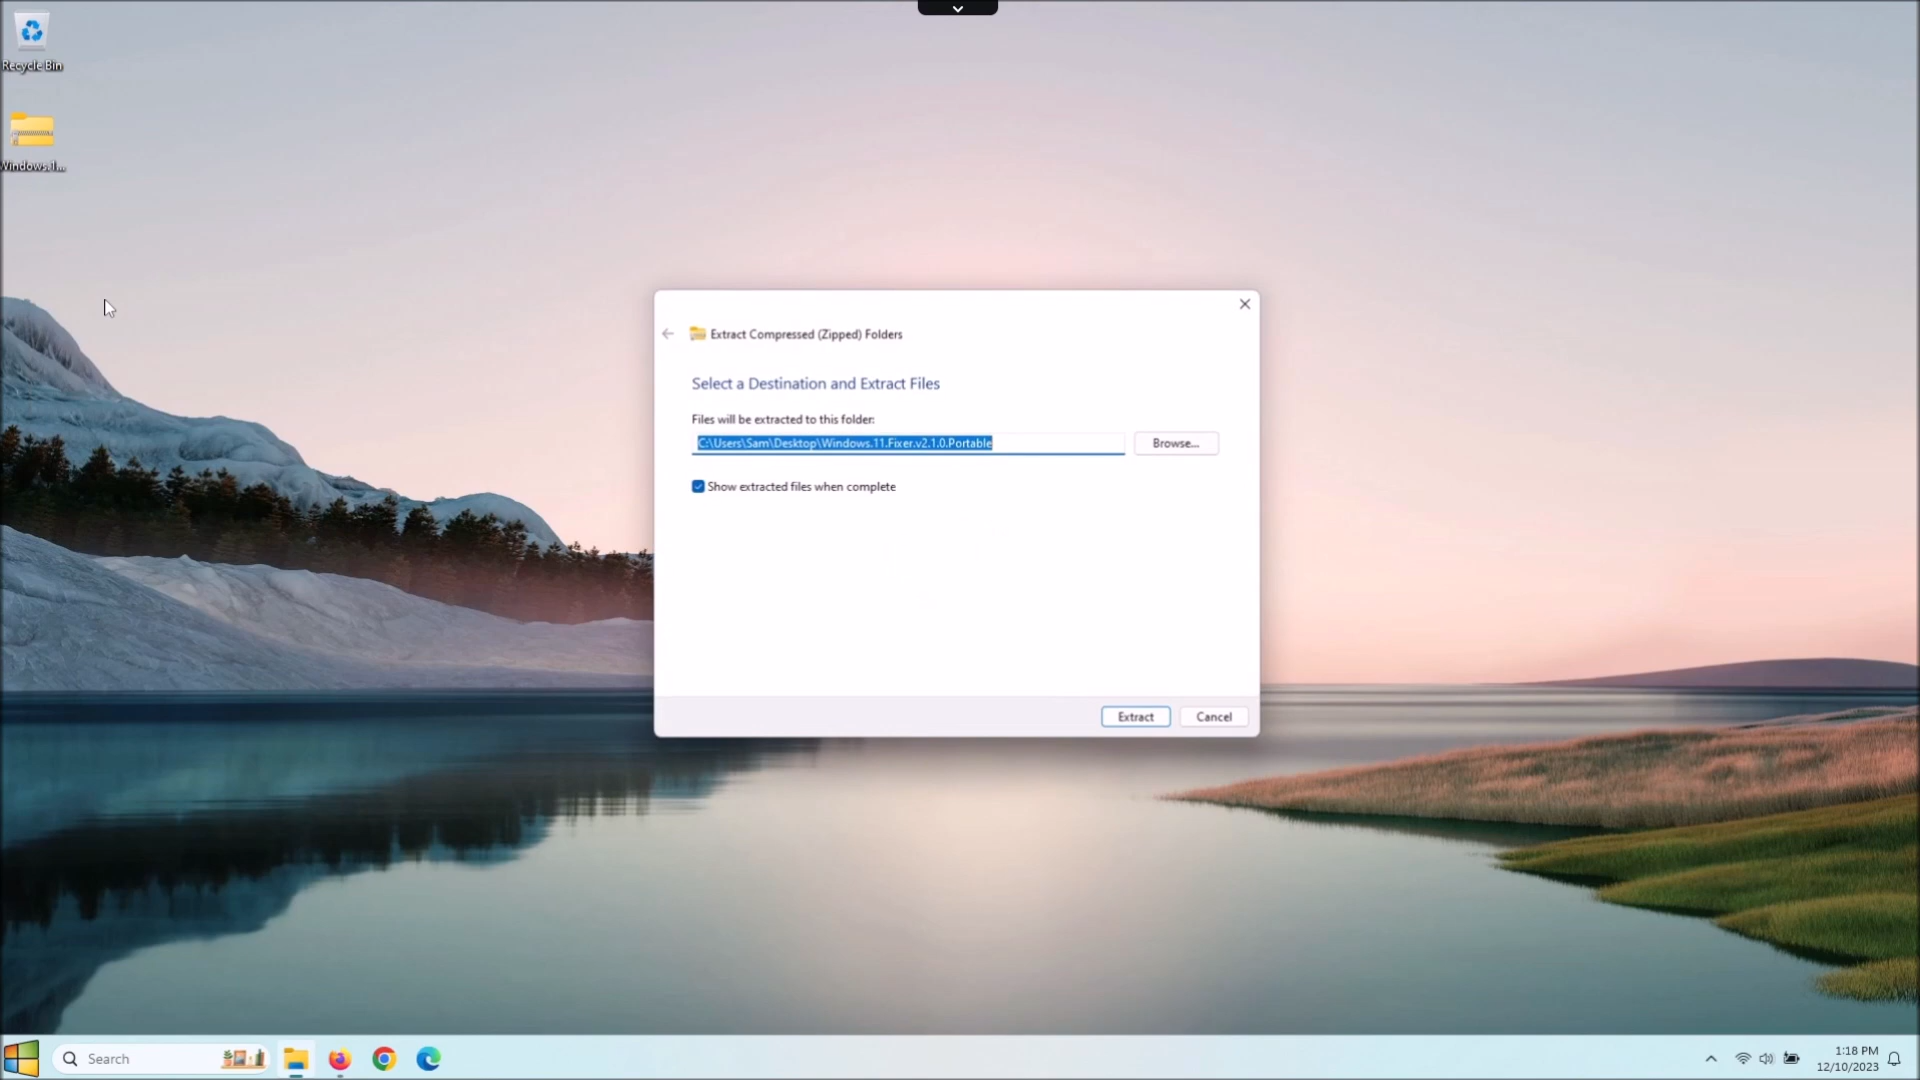 Recycle Bin
Windows.1...
Extract Compressed (Zipped) Folders
Select a Destination and Extract Files
Files will be extracted to this folder:
C:\Users\Sam\Desktop\Windows.11.Fixer.v2.1.0.Portable
Browse...
Show extracted files when complete
Extract
Cancel
Search
1:18 PM
12/10/2023